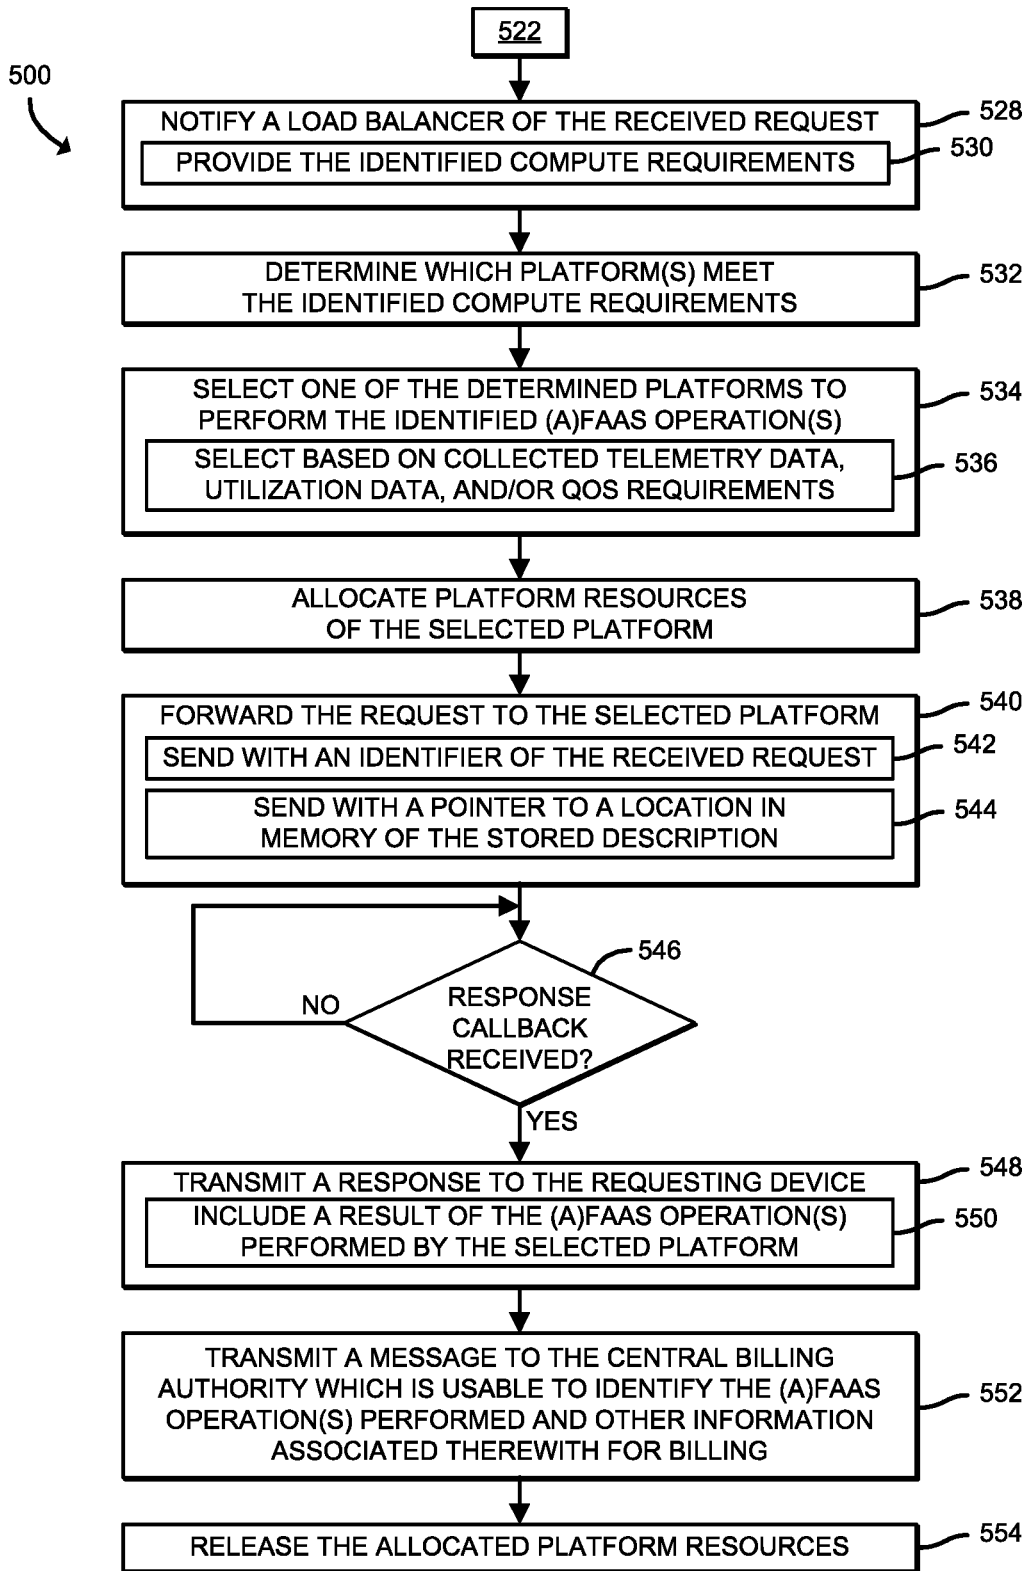 522
500
NOTIFY A LOAD BALANCER OF THE RECEIVED REQUEST
528
PROVIDE THE IDENTIFIED COMPUTE REQUIREMENTS
530
DETERMINE WHICH PLATFORM(S) MEET
THE IDENTIFIED COMPUTE REQUIREMENTS
532
SELECT ONE OF THE DETERMINED PLATFORMS TO
PERFORM THE IDENTIFIED (A)FAAS OPERATION(S)
534
SELECT BASED ON COLLECTED TELEMETRY DATA,
UTILIZATION DATA, AND/OR QOS REQUIREMENTS
536
ALLOCATE PLATFORM RESOURCES
OF THE SELECTED PLATFORM
538
FORWARD THE REQUEST TO THE SELECTED PLATFORM
540
SEND WITH AN IDENTIFIER OF THE RECEIVED REQUEST
542
SEND WITH A POINTER TO A LOCATION IN
MEMORY OF THE STORED DESCRIPTION
544
546
RESPONSE
CALLBACK
RECEIVED?
NO
YES
TRANSMIT A RESPONSE TO THE REQUESTING DEVICE
548
INCLUDE A RESULT OF THE (A)FAAS OPERATION(S)
PERFORMED BY THE SELECTED PLATFORM
550
TRANSMIT A MESSAGE TO THE CENTRAL BILLING
AUTHORITY WHICH IS USABLE TO IDENTIFY THE (A)FAAS
OPERATION(S) PERFORMED AND OTHER INFORMATION
ASSOCIATED THEREWITH FOR BILLING
552
RELEASE THE ALLOCATED PLATFORM RESOURCES
554